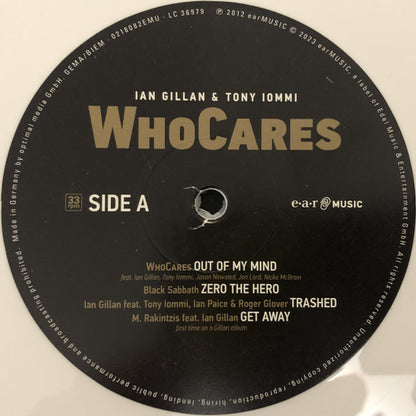 Made in Germany by optimal media GmbH. GEMA/BIEM · 0218082EMU · LC 36979 Ⓟ 2012 earMUSIC © 2023 earMUSIC, a label of Edel Music & Entertainment GmbH. All rights reserved. Unauthorized copying, reproduction, hiring, lending, public performance and broadcasting prohibited.
IAN GILLAN & TONY IOMMI
WHOCARES
33 rpm
SIDE A
e·a·r MUSIC
WHOCARES OUT OF MY MIND
feat. Ian Gillan, Tony Iommi, Jason Newsted, Jon Lord, Nicko McBrain
Black Sabbath ZERO THE HERO
Ian Gillan feat. Tony Iommi, Ian Paice & Roger Glover TRASHED
M. Rakintzis feat. Ian Gillan GET AWAY
first time on a Gillan album